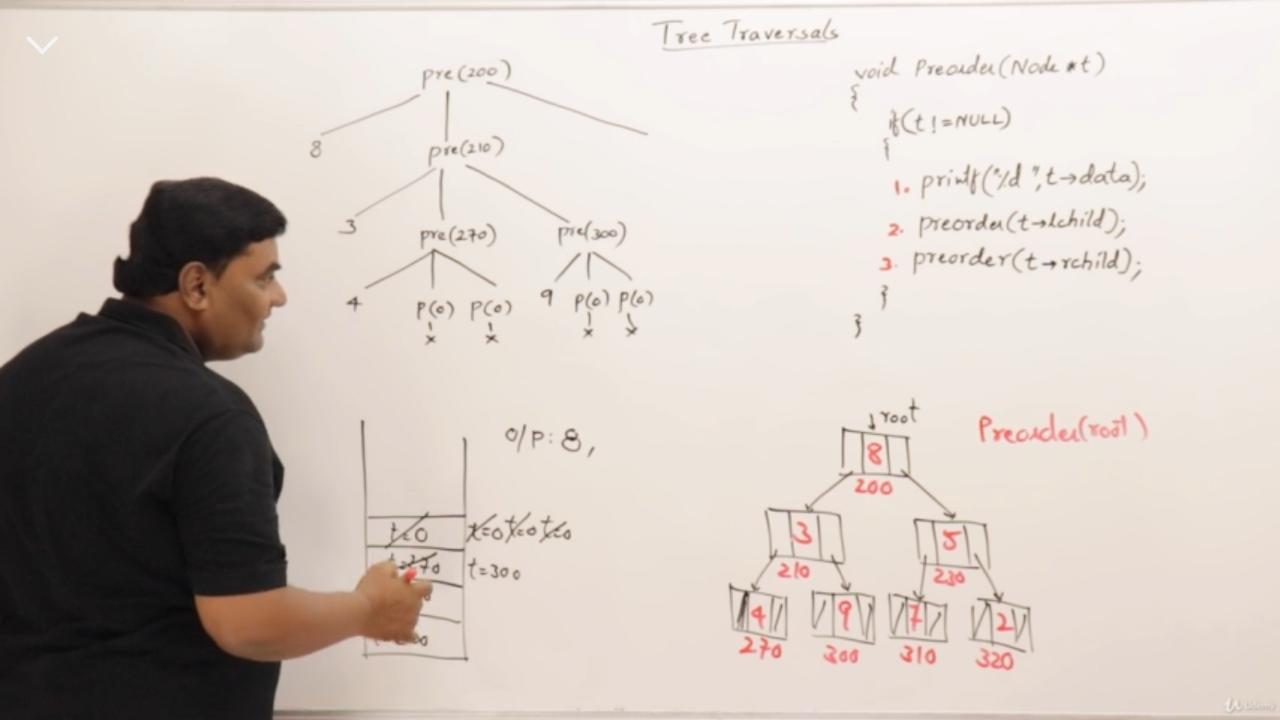 Tree Traversals
pre(200)
8
pre(210)
3
pre(270)
pre(300)
4
P(0)
P(0)
9
P(0)
P(0)
x
x
x
x
void Preorder(Node *t)
{
if(t!=NULL)
{
1. printf("%d",t→data);
2. preorder(t→lchild);
3. preorder(t→rchild);
}
}
O/P: 8,
t=0
t=0 t=0 t=0
t=270
t=300
root
Preorder(root)
8
200
3
5
210
230
4
9
7
2
270
300
310
320
Udemy